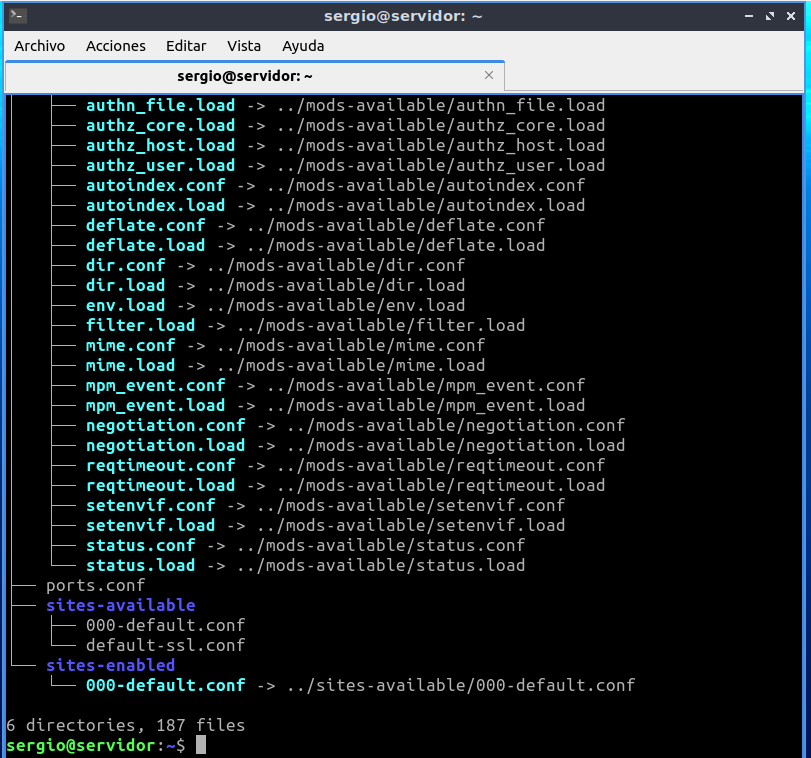 sergio@servidor: ~
Archivo Acciones Editar Vista Ayuda
sergio@servidor: ~
├── authn_file.load -> ../mods-available/authn_file.load
├── authz_core.load -> ../mods-available/authz_core.load
├── authz_host.load -> ../mods-available/authz_host.load
├── authz_user.load -> ../mods-available/authz_user.load
├── autoindex.conf -> ../mods-available/autoindex.conf
├── autoindex.load -> ../mods-available/autoindex.load
├── deflate.conf -> ../mods-available/deflate.conf
├── deflate.load -> ../mods-available/deflate.load
├── dir.conf -> ../mods-available/dir.conf
├── dir.load -> ../mods-available/dir.load
├── env.load -> ../mods-available/env.load
├── filter.load -> ../mods-available/filter.load
├── mime.conf -> ../mods-available/mime.conf
├── mime.load -> ../mods-available/mime.load
├── mpm_event.conf -> ../mods-available/mpm_event.conf
├── mpm_event.load -> ../mods-available/mpm_event.load
├── negotiation.conf -> ../mods-available/negotiation.conf
├── negotiation.load -> ../mods-available/negotiation.load
├── reqtimeout.conf -> ../mods-available/reqtimeout.conf
├── reqtimeout.load -> ../mods-available/reqtimeout.load
├── setenvif.conf -> ../mods-available/setenvif.conf
├── setenvif.load -> ../mods-available/setenvif.load
├── status.conf -> ../mods-available/status.conf
└── status.load -> ../mods-available/status.load
├── ports.conf
├── sites-available
├── 000-default.conf
└── default-ssl.conf
└── sites-enabled
└── 000-default.conf -> ../sites-available/000-default.conf
6 directories, 187 files
sergio@servidor:~$